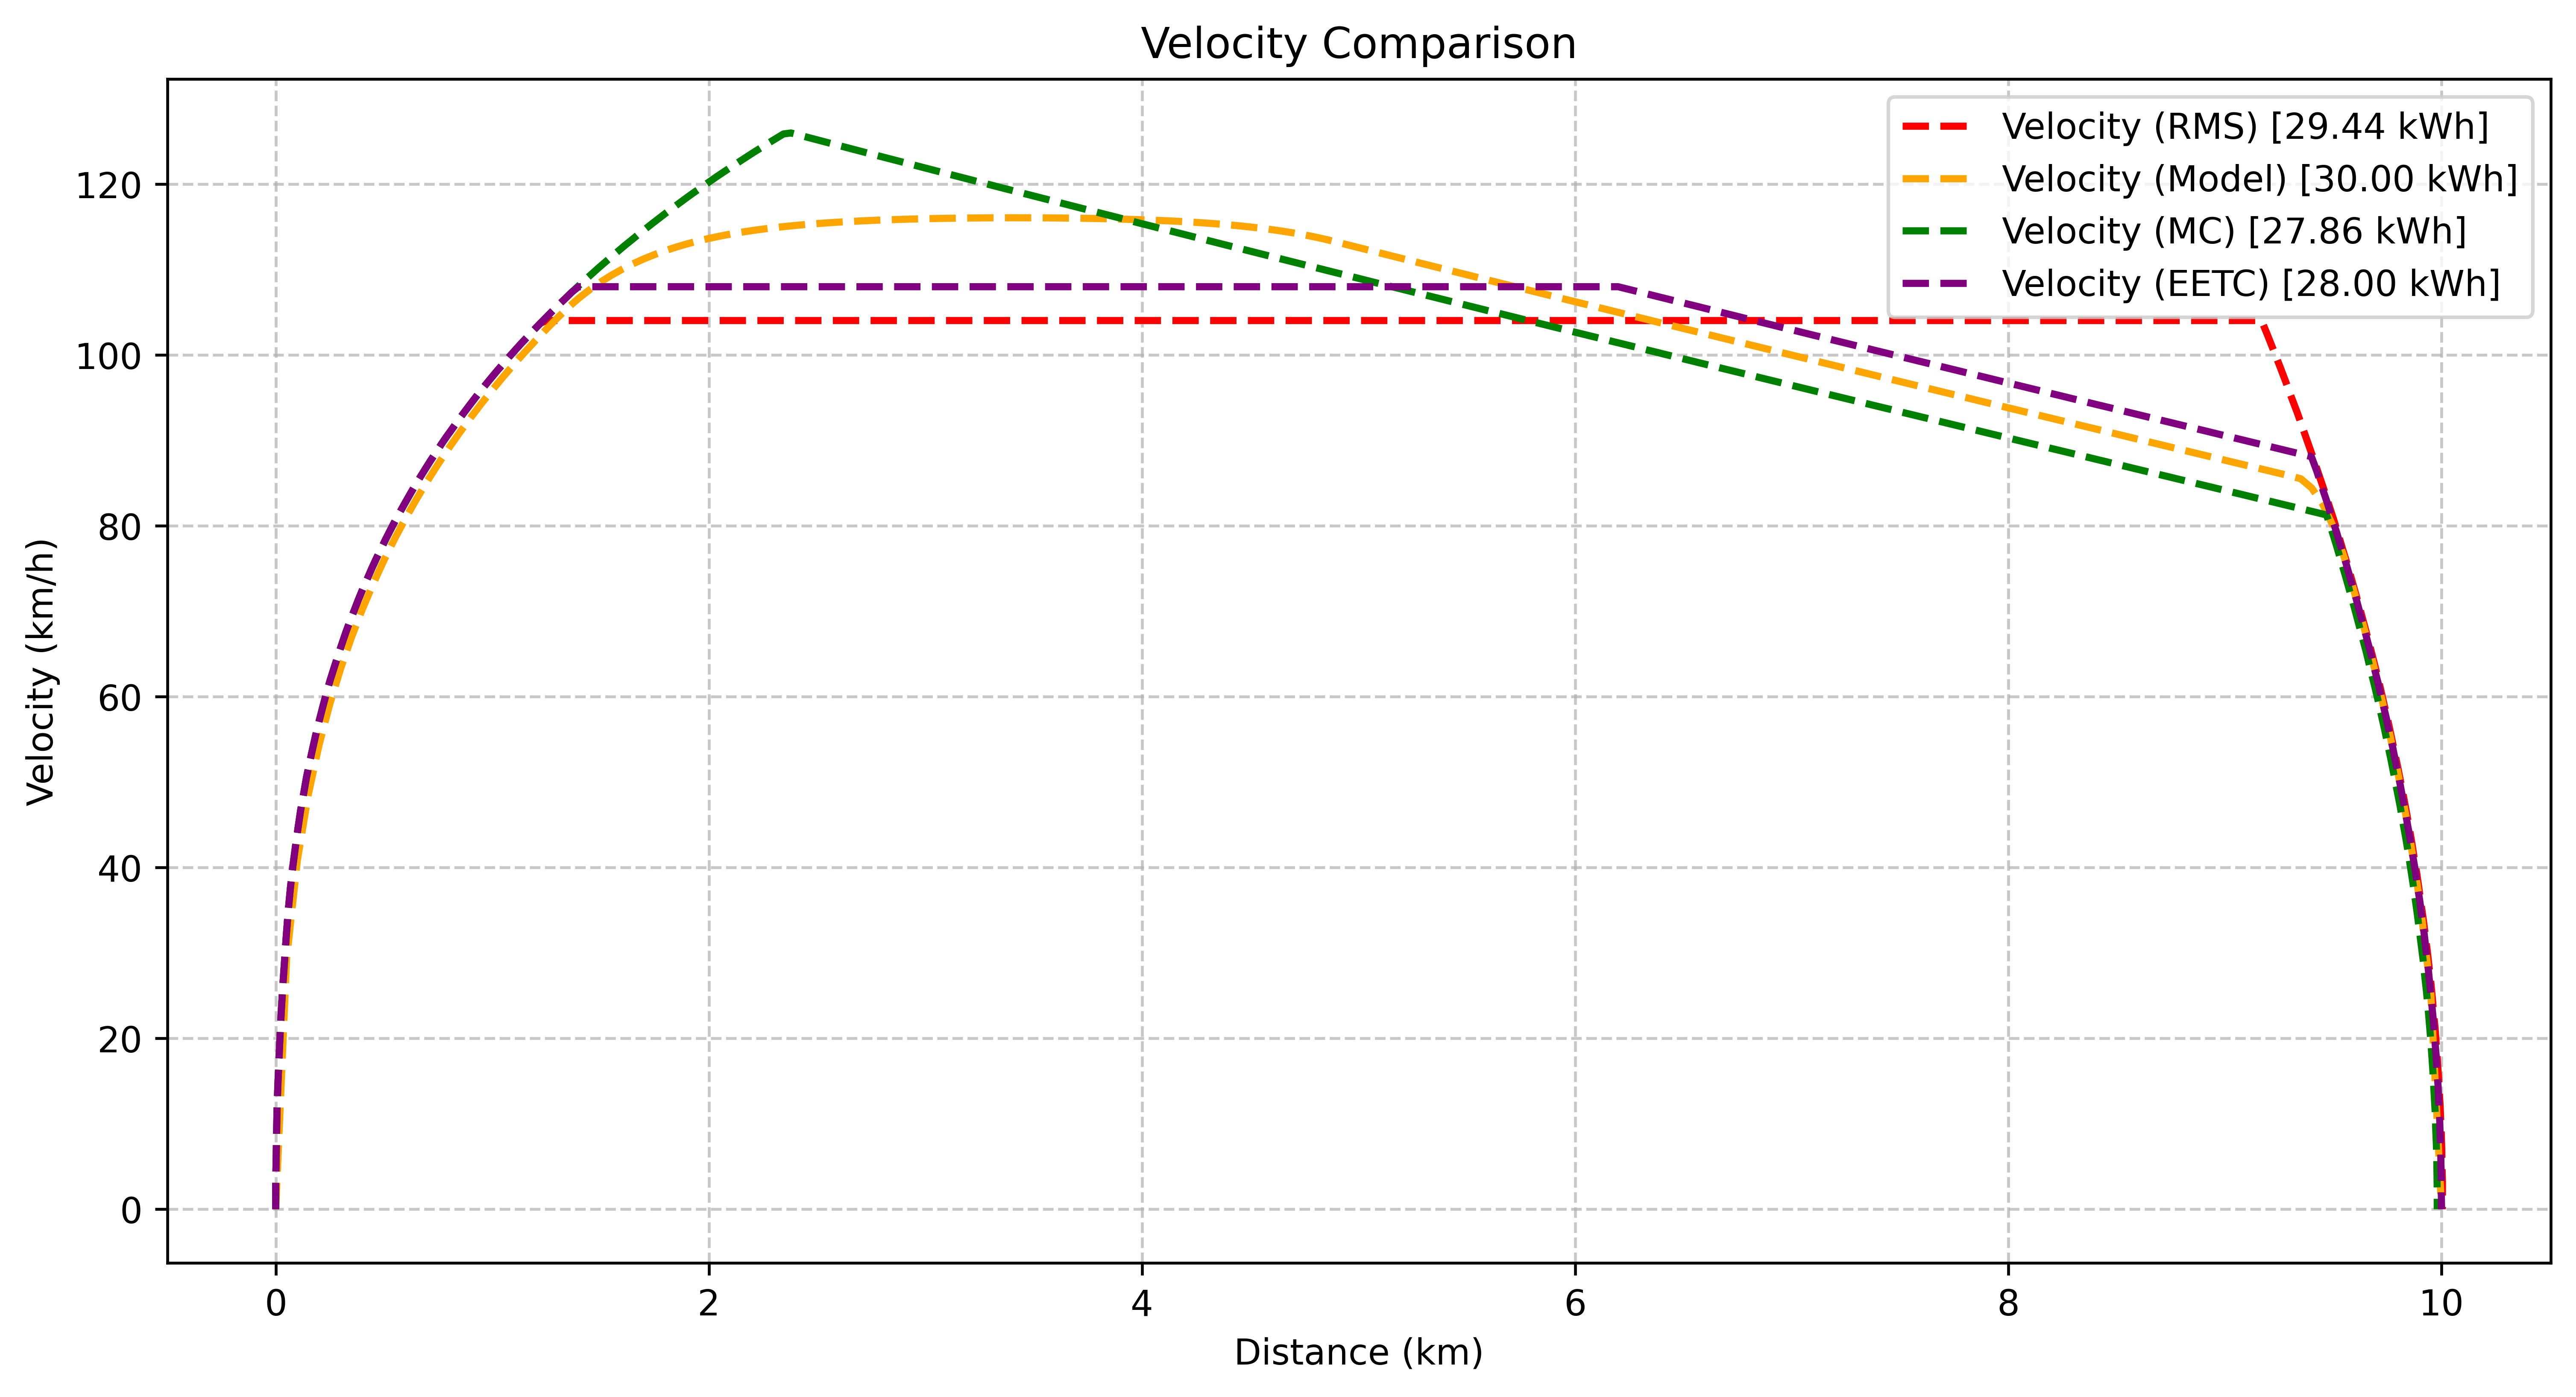 Velocity Comparison
Velocity (RMS) [29.44 kWh]
Velocity (Model) [30.00 kWh]
Velocity (MC) [27.86 kWh]
Velocity (EETC) [28.00 kWh]
Velocity (km/h)
120
100
80
60
40
20
0
0 2 4 6 8 10
Distance (km)